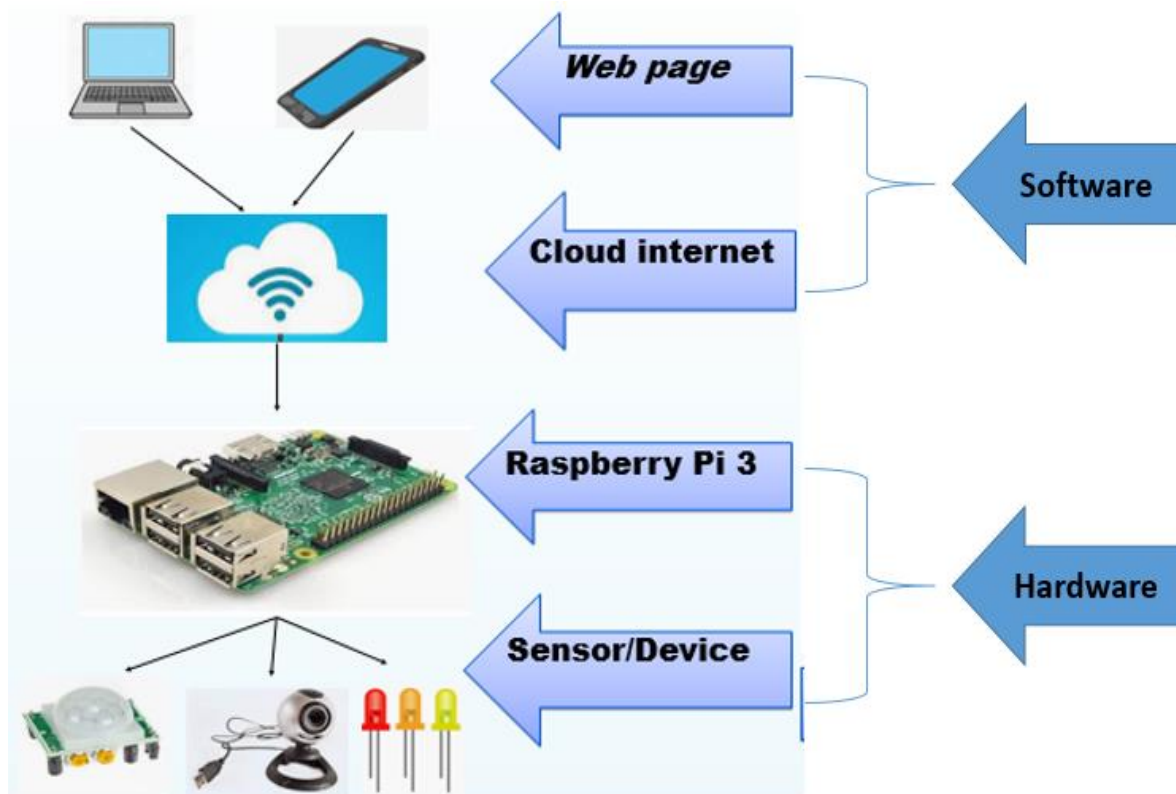 Web page
Software
Cloud internet
Raspberry Pi 3
Hardware
Sensor/Device